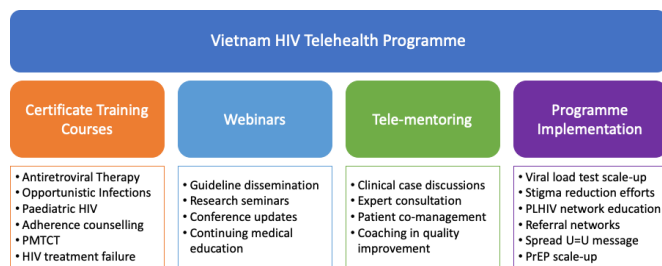 Vietnam HIV Telehealth Programme
Certificate Training
Courses
• Antiretroviral Therapy
• Opportunistic Infections
• Paediatric HIV
• Adherence counselling
• PMTCT
• HIV treatment failure
Webinars
• Guideline dissemination
• Research seminars
• Conference updates
• Continuing medical
education
Tele-mentoring
• Clinical case discussions
• Expert consultation
• Patient co-management
• Coaching in quality
improvement
Programme
Implementation
• Viral load test scale-up
• Stigma reduction efforts
• PLHIV network education
• Referral networks
• Spread U=U message
• PrEP scale-up